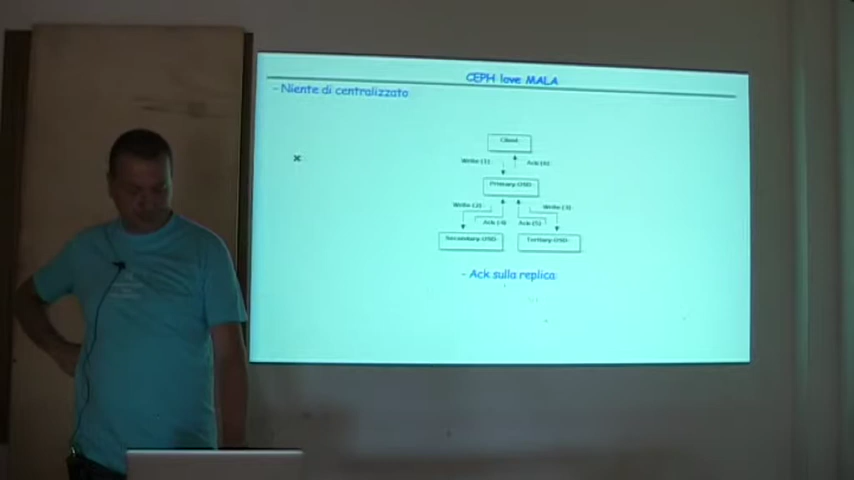 CEPH love MALA
- Niente di centralizzato
Client
Write (1)
Ack (6)
Primary OSD
Write (2)
Write (3)
Ack (4)
Ack (5)
Secondary OSD
Tertiary OSD
- Ack sulla replica